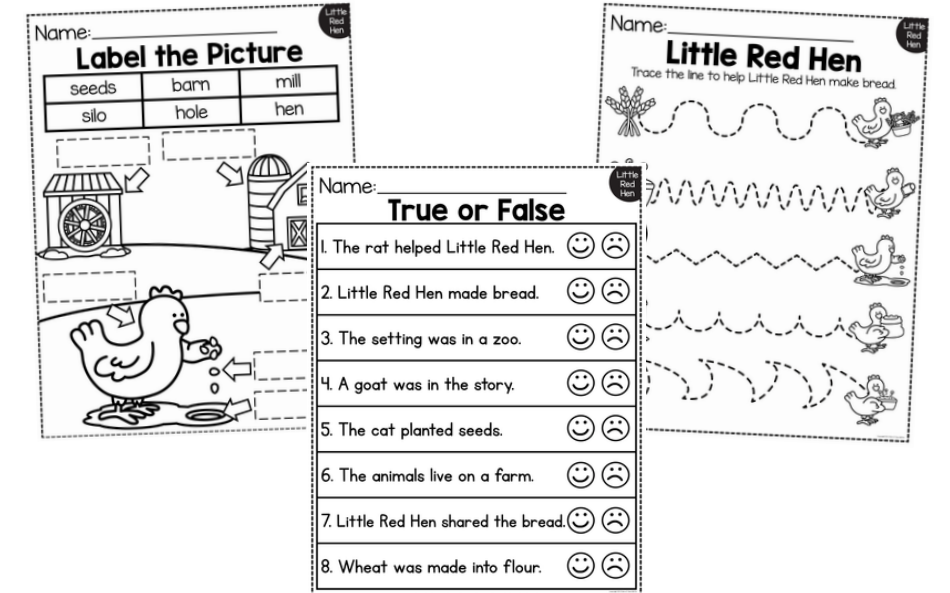 Name:
Little
Red
Hen
Label the Picture
seeds barn mill
silo hole hen
Name:
Little
Red
Hen
True or False
1. The rat helped Little Red Hen.
2. Little Red Hen made bread.
3. The setting was in a zoo.
4. A goat was in the story.
5. The cat planted seeds.
6. The animals live on a farm.
7. Little Red Hen shared the bread.
8. Wheat was made into flour.
Name:
Little
Red
Hen
Little Red Hen
Trace the line to help Little Red Hen make bread.